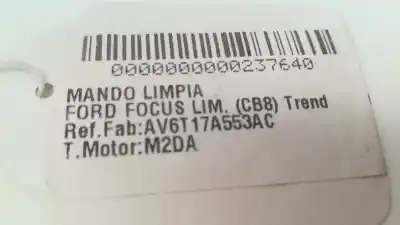 0000000000237640
MANDO LIMPIA
FORD FOCUS LIM. (CB8) Trend
Ref.Fab:AV6T17A553AC
T.Motor:M2DA